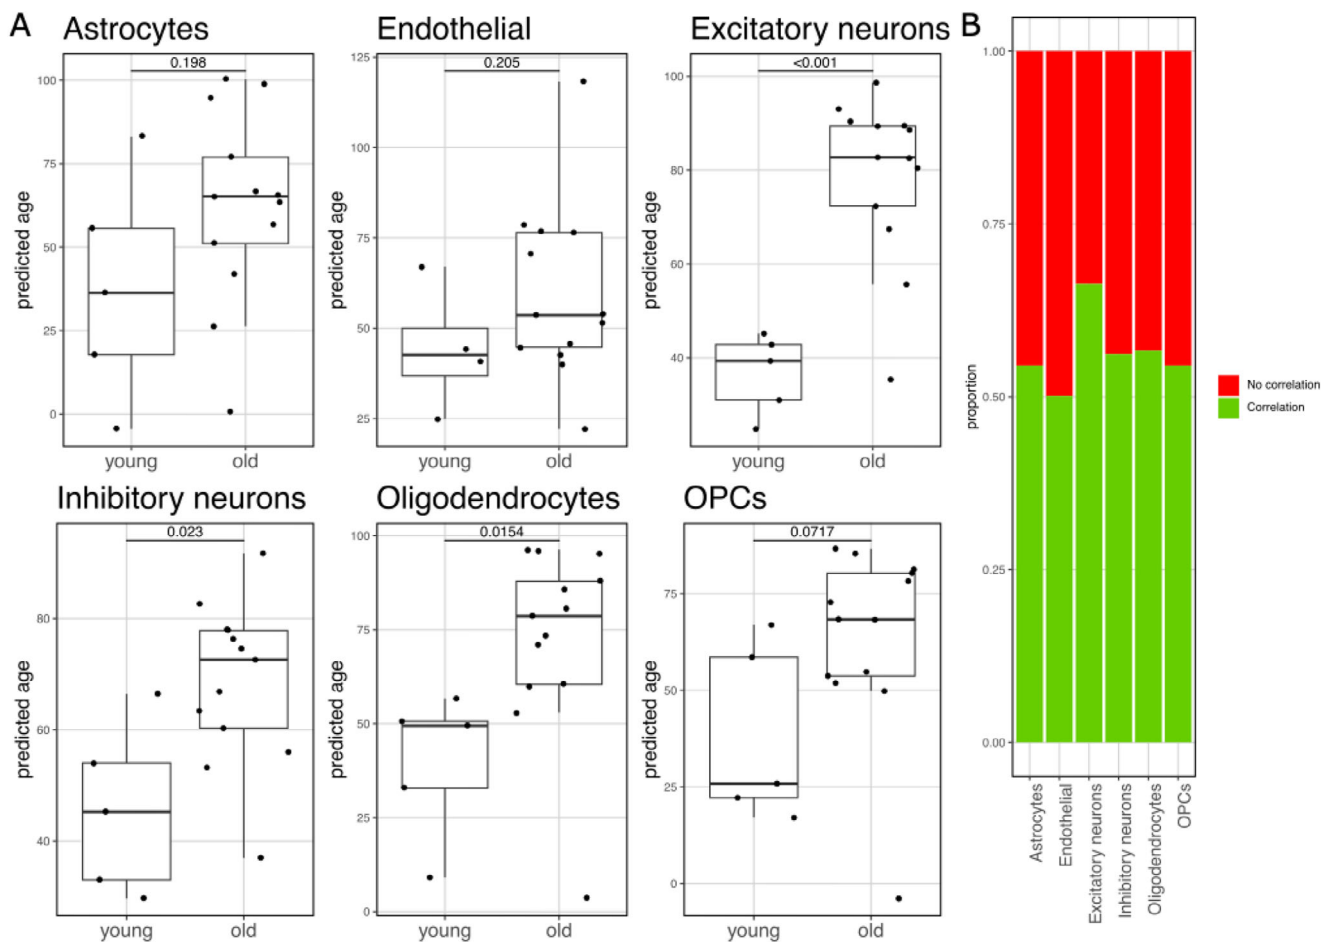 A
Astrocytes
Endothelial
Excitatory neurons
B
0.198
0.205
<0.001
predicted age
100
75
50
25
0
young
old
predicted age
125
100
75
50
25
young
old
predicted age
100
80
60
40
young
old
Inhibitory neurons
Oligodendrocytes
OPCs
0.023
0.0154
0.0717
predicted age
80
60
40
young
old
predicted age
100
75
50
25
0
young
old
predicted age
75
50
25
0
young
old
proportion
1.00
0.75
0.50
0.25
0.00
Astrocytes
Endothelial
Excitatory neurons
Inhibitory neurons
Oligodendrocytes
OPCs
No correlation
Correlation